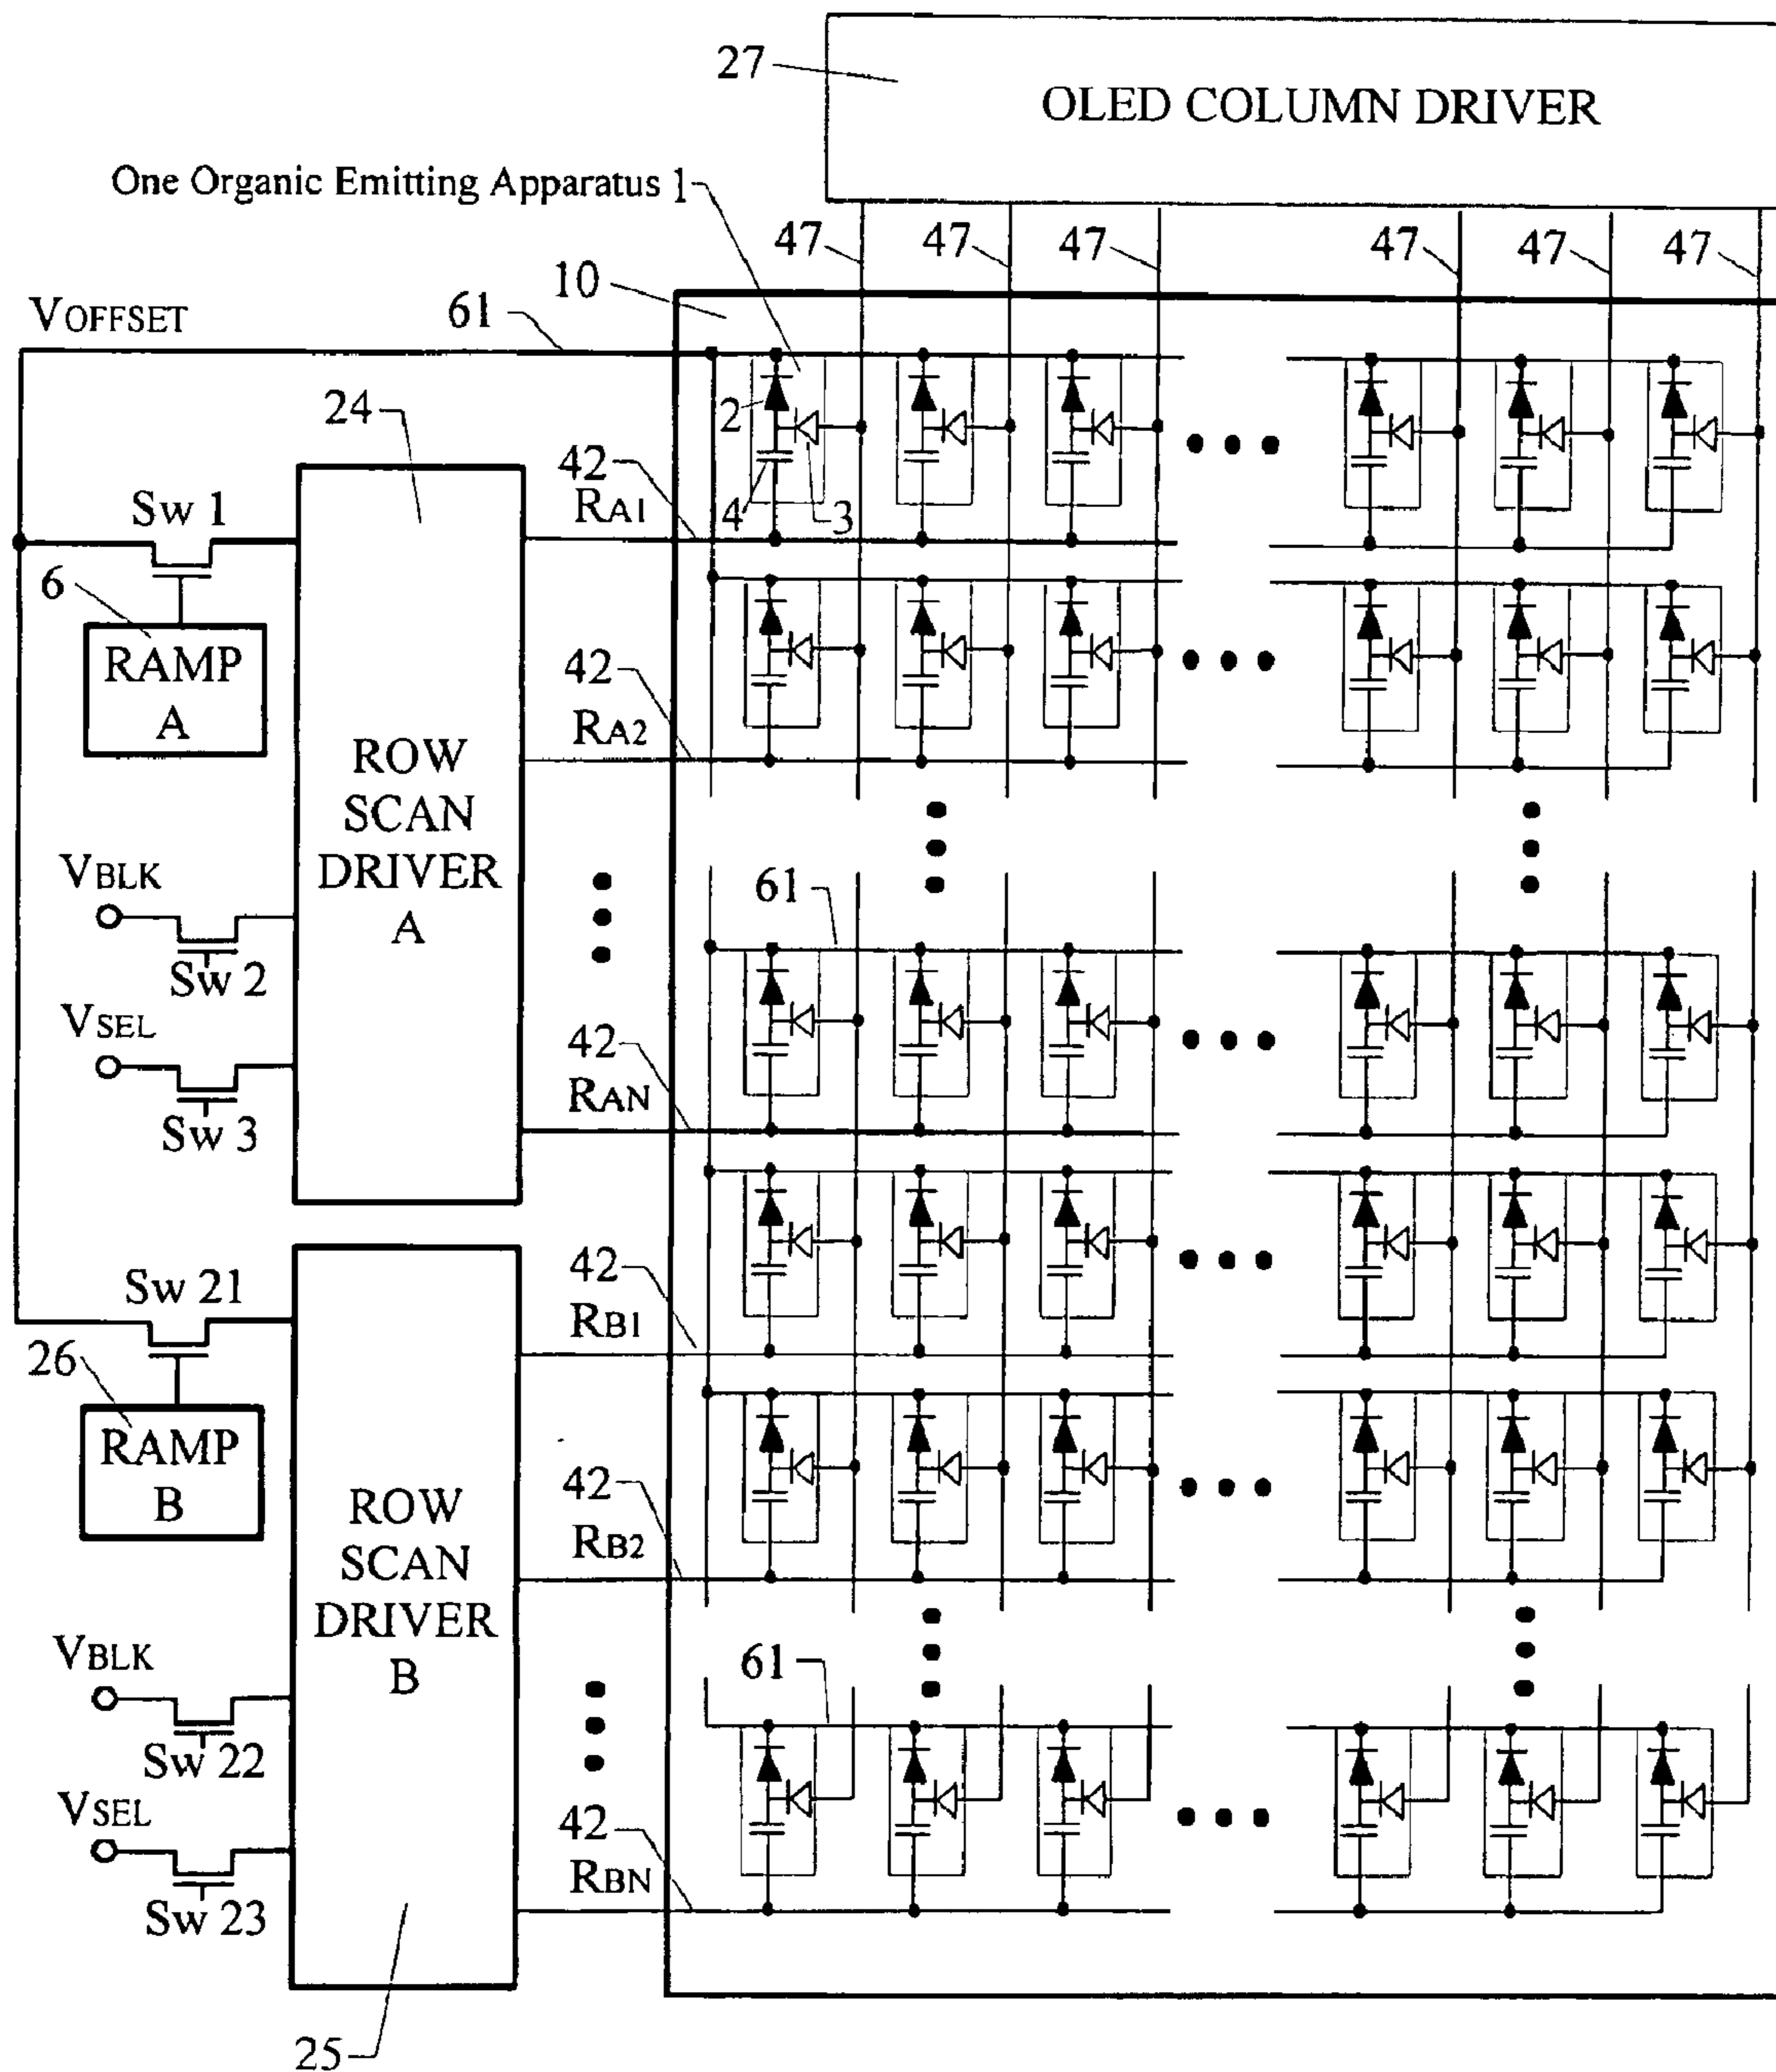 27
OLED COLUMN DRIVER
One Organic Emitting Apparatus 1
47 47 47 47 47 47
10
VOFFSET
61
24
2
42
4
3
RA1
Sw 1
6
RAMP
A
42
RA2
ROW
SCAN
DRIVER
A
VBLK
Sw 2
61
VSEL
42
RAN
Sw 3
Sw 21
42
RB1
26
RAMP
B
42
RB2
ROW
SCAN
DRIVER
B
VBLK
61
Sw 22
VSEL
42
RBN
Sw 23
25